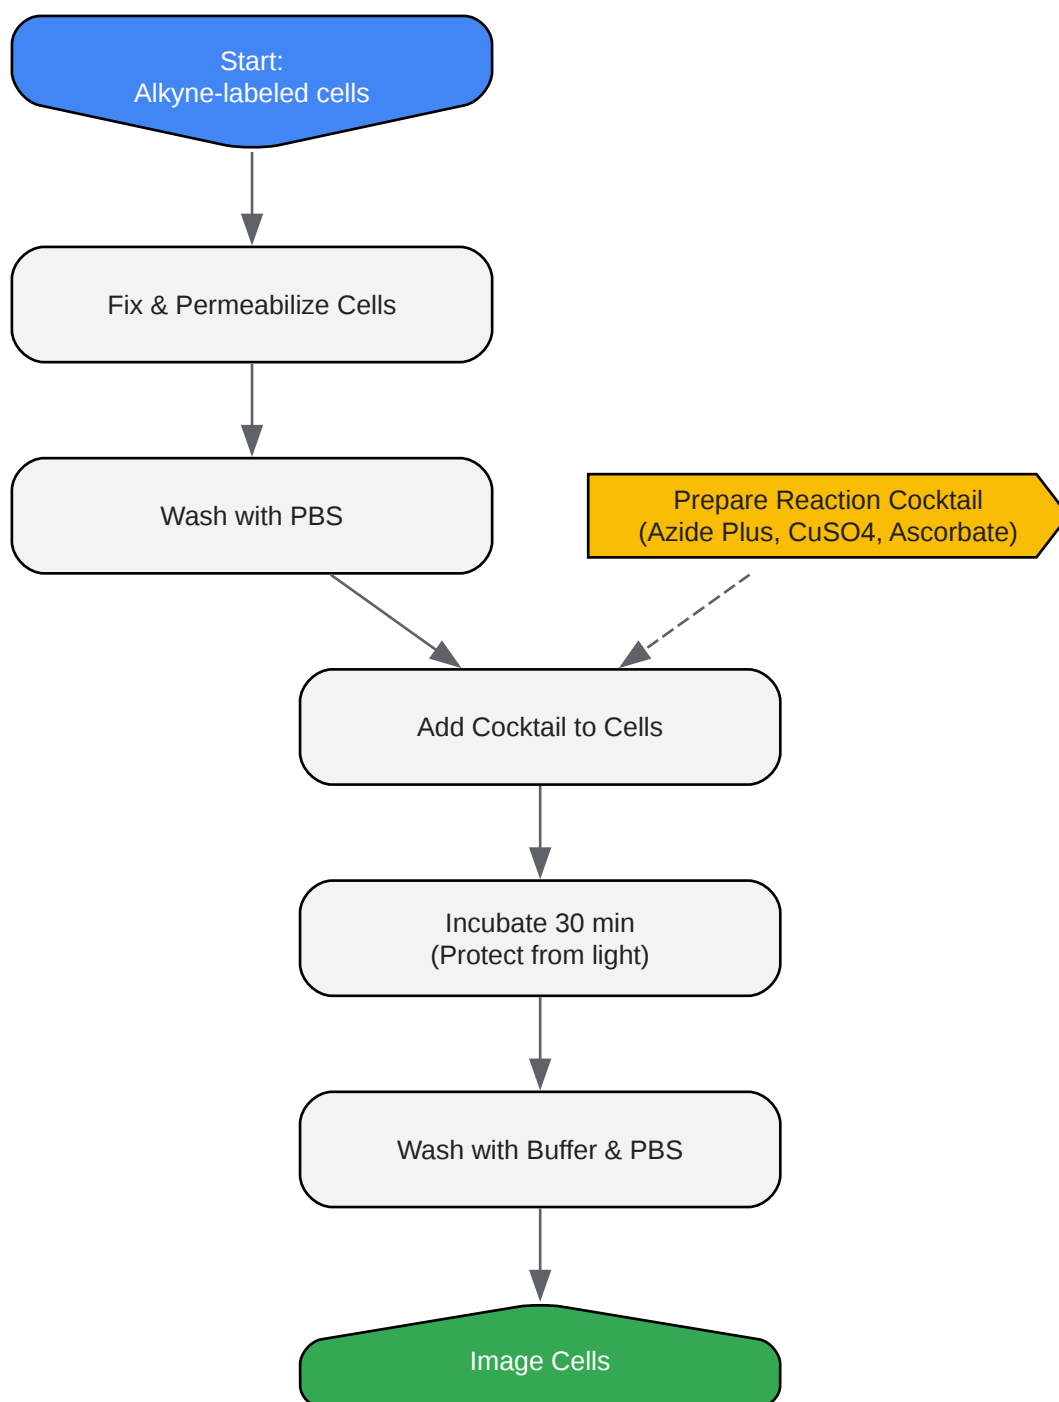 Start:
Alkyne-labeled cells
Fix & Permeabilize Cells
Wash with PBS
Prepare Reaction Cocktail
(Azide Plus, CuSO4, Ascorbate)
Add Cocktail to Cells
Incubate 30 min
(Protect from light)
Wash with Buffer & PBS
Image Cells